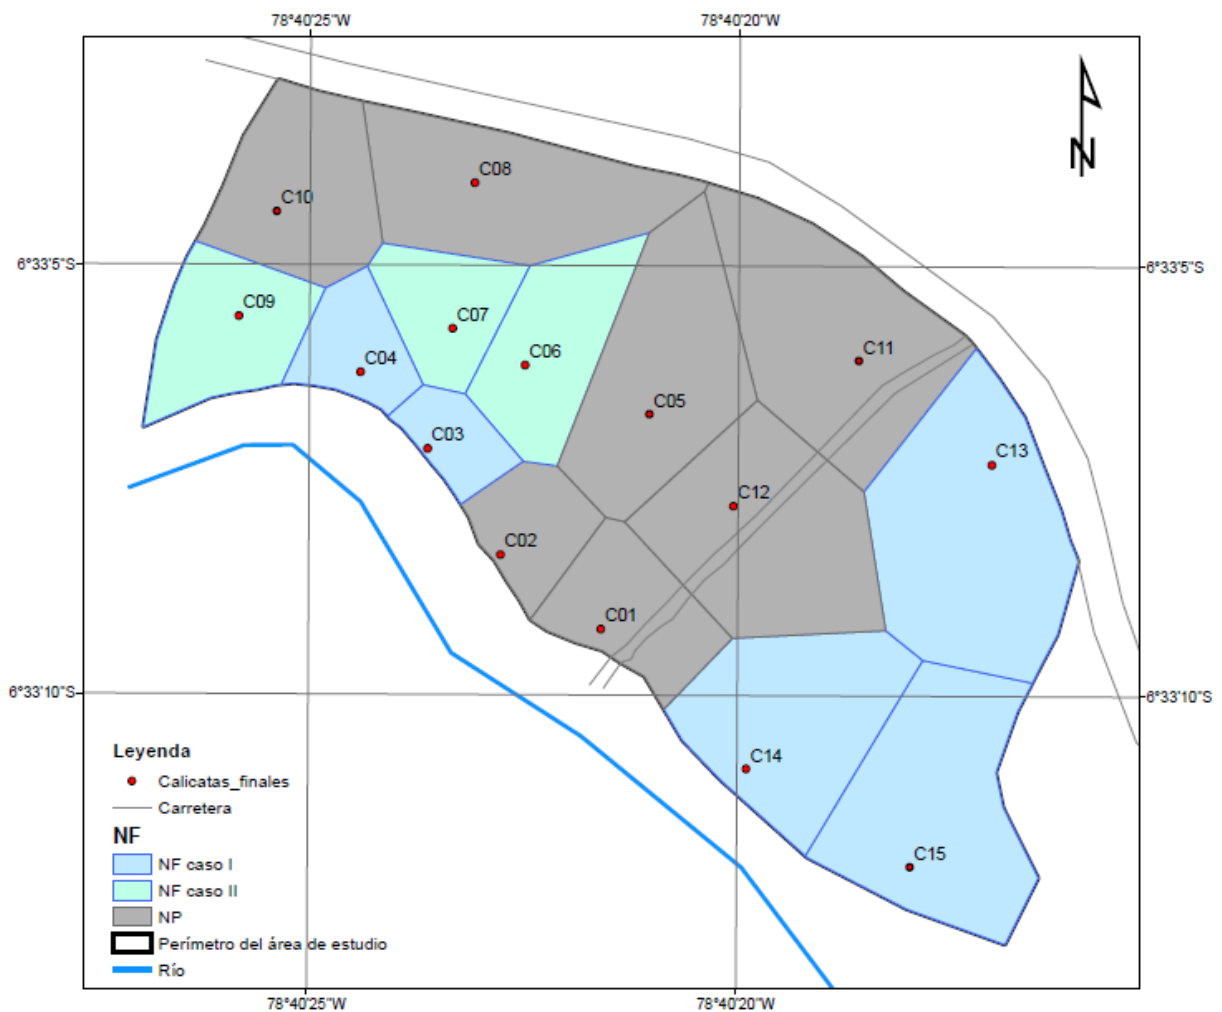 78°40'25"W
78°40'20"W
N
C08
C10
6°33'5"S
6°33'5"S
C09
C07
C06
C04
C11
C05
C03
C13
C12
C02
C01
6°33'10"S
6°33'10"S
C14
C15
Leyenda
Calicatas_finales
Carretera
NF
NF caso I
NF caso II
NP
Perímetro del área de estudio
Río
78°40'25"W
78°40'20"W